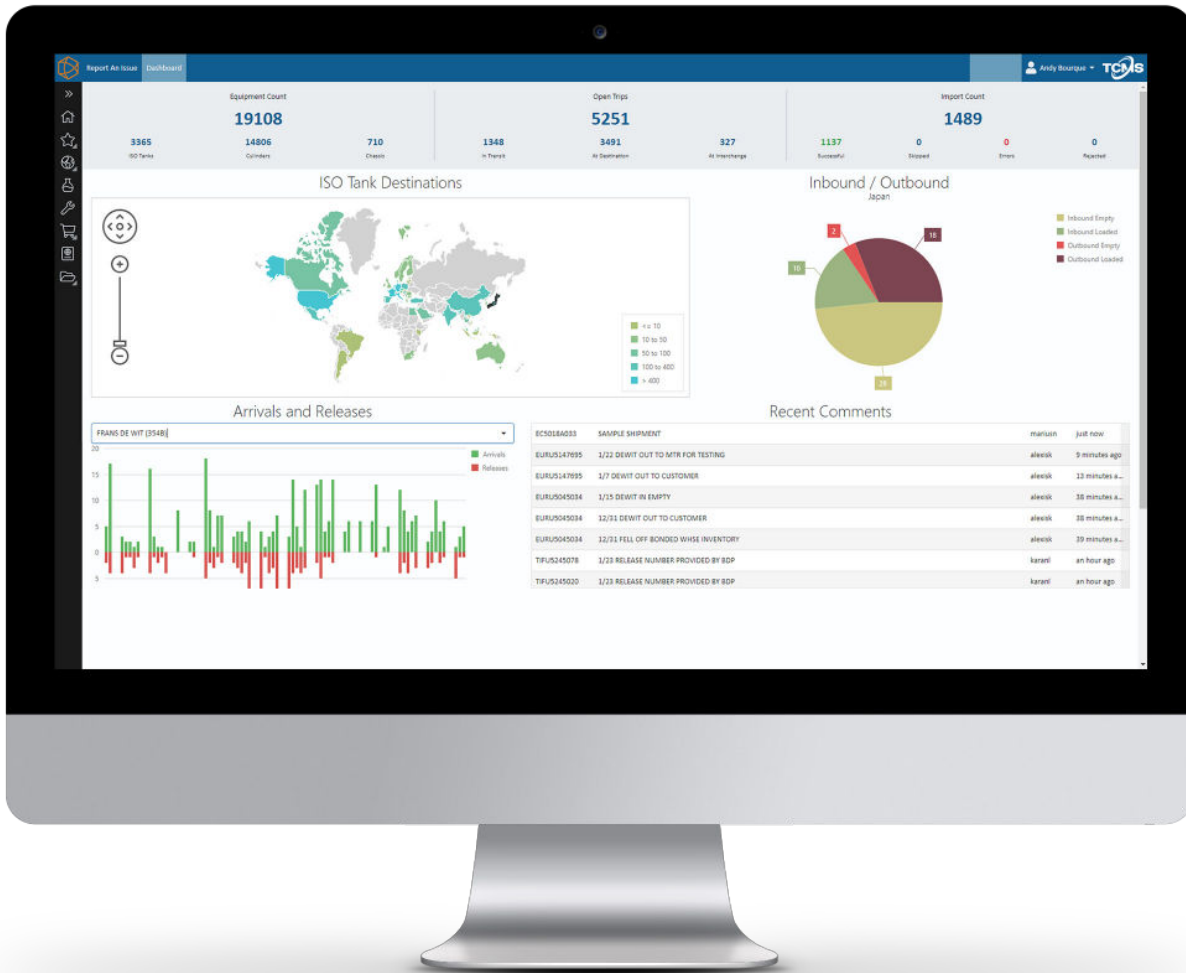 Report An Issue Dashboard Andy Bourque TCMS
Equipment Count
19108
3365 14806 710
ISO Tanks Cylinders Chassis
Open Trips
5251
1348 3491 327
In Transit At Destination At Interchange
Import Count
1489
1137 0 0 0
Successful Skipped Errors Rejected
ISO Tank Destinations
<= 10
10 to 50
50 to 100
100 to 400
> 400
Inbound / Outbound
Japan
2
18
10
Inbound Empty
Inbound Loaded
Outbound Empty
Outbound Loaded
Arrivals and Releases
FRANS DE WIT (354B)
Arrivals
Releases
20
15
10
5
0
5
Recent Comments
EC5018A033 SAMPLE SHIPMENT mariusn just now
EURU5147695 1/22 DEWIT OUT TO MTR FOR TESTING alexisk 9 minutes ago
EURU5147695 1/7 DEWIT OUT TO CUSTOMER alexisk 13 minutes a...
EURU5045034 1/15 DEWIT IN EMPTY alexisk 38 minutes a...
EURU5045034 12/31 DEWIT OUT TO CUSTOMER alexisk 38 minutes a...
EURU5045034 12/31 FELL OFF BONDED WHSE INVENTORY alexisk 39 minutes a...
TIFU5245078 1/23 RELEASE NUMBER PROVIDED BY BDP karanl an hour ago
TIFU5245020 1/23 RELEASE NUMBER PROVIDED BY BDP karanl an hour ago